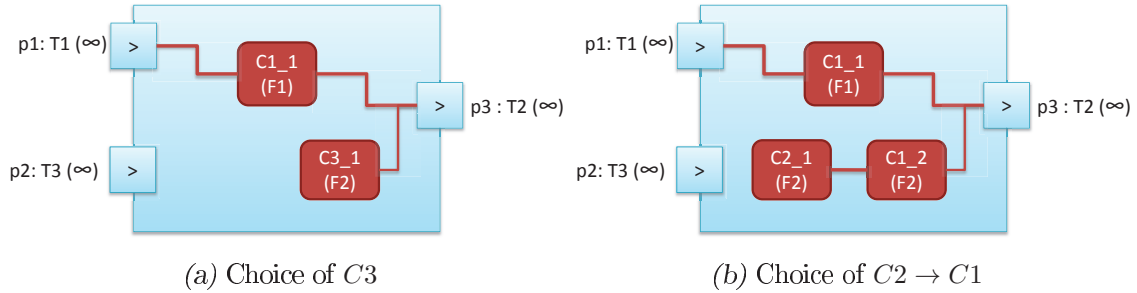 p1: T1 (∞)
>
C1_1
(F1)
>
p3 : T2 (∞)
p2: T3 (∞)
>
C3_1
(F2)
(a) Choice of C3
p1: T1 (∞)
>
C1_1
(F1)
>
p3 : T2 (∞)
p2: T3 (∞)
>
C2_1
(F2)
C1_2
(F2)
(b) Choice of C2 → C1